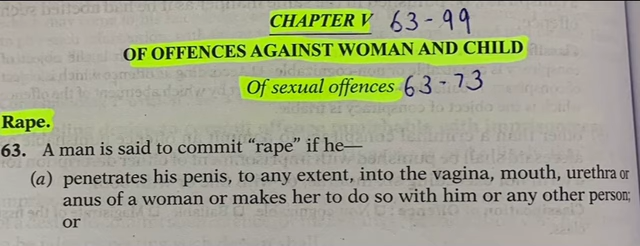 CHAPTER V 63-99
OF OFFENCES AGAINST WOMAN AND CHILD
Of sexual offences 63-73
Rape.
63. A man is said to commit “rape” if he—
(a) penetrates his penis, to any extent, into the vagina, mouth, urethra or
anus of a woman or makes her to do so with him or any other person;
or